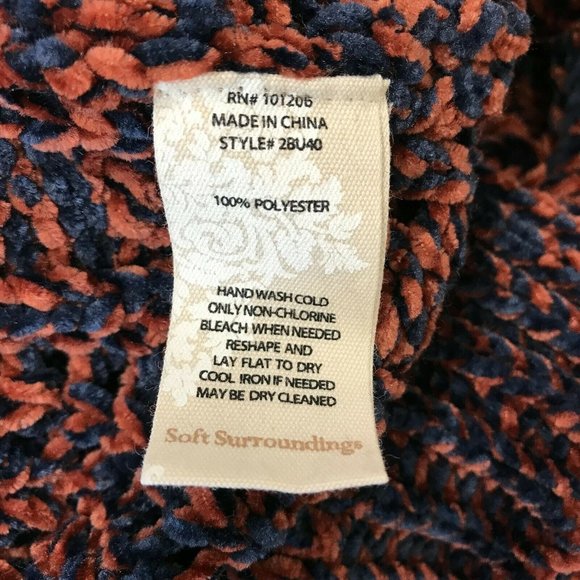 RN# 101206
MADE IN CHINA
STYLE# 2BU40
100% POLYESTER
HAND WASH COLD
ONLY NON-CHLORINE
BLEACH WHEN NEEDED
RESHAPE AND
LAY FLAT TO DRY
COOL IRON IF NEEDED
MAY BE DRY CLEANED
Soft Surroundings